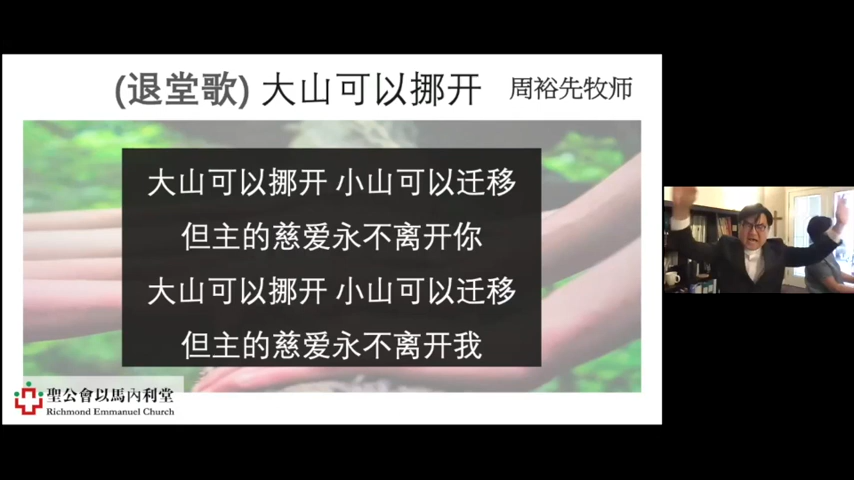 (退堂歌) 大山可以挪开 周裕先牧师
大山可以挪开 小山可以迁移
但主的慈爱永不离开你
大山可以挪开 小山可以迁移
但主的慈爱永不离开我
聖公會以馬內利堂
Richmond Emmanuel Church